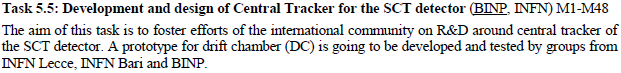 Task 5.5: Development and design of Central Tracker for the SCT detector (BINP, INFN) M1-M48
The aim of this task is to foster efforts of the international community on R&D around central tracker of
the SCT detector. A prototype for drift chamber (DC) is going to be developed and tested by groups from
INFN Lecce, INFN Bari and BINP.